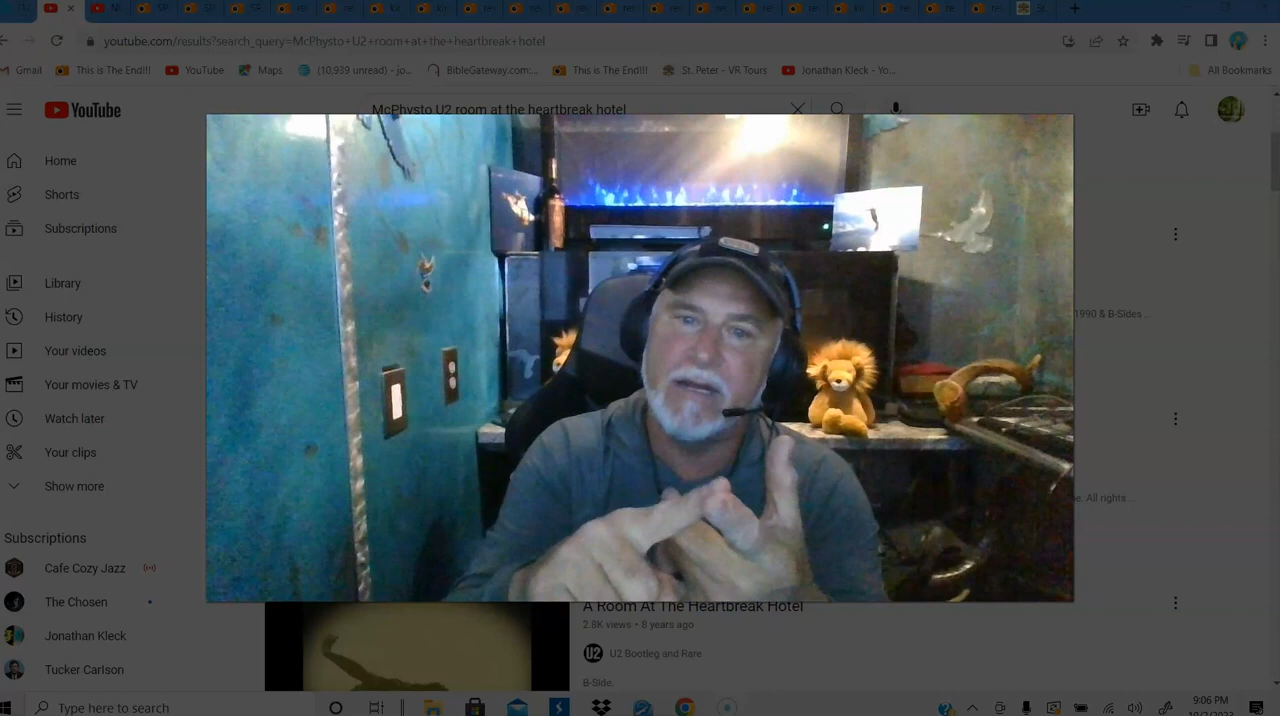 youtube.com/results?search_query=McPhysto+U2+room+at+the+heartbreak+hotel
Gmail
This is The End!!!
YouTube
Maps
(10,939 unread) - jo...
BibleGateway.com:...
This is The End!!!
St. Peter - VR Tours
Jonathan Kleck - Yo...
All Bookmarks
YouTube
McPhysto U2 room at the heartbreak hotel
Home
Shorts
Subscriptions
Library
History
Your videos
Your movies & TV
Watch later
Your clips
Show more
Subscriptions
Cafe Cozy Jazz
The Chosen
Jonathan Kleck
Tucker Carlson
1990 & B-Sides ...
e. All rights...
A Room At The Heartbreak Hotel
2.8K views • 8 years ago
U2
U2 Bootleg and Rare
B-Side.
Type here to search
9:06 PM